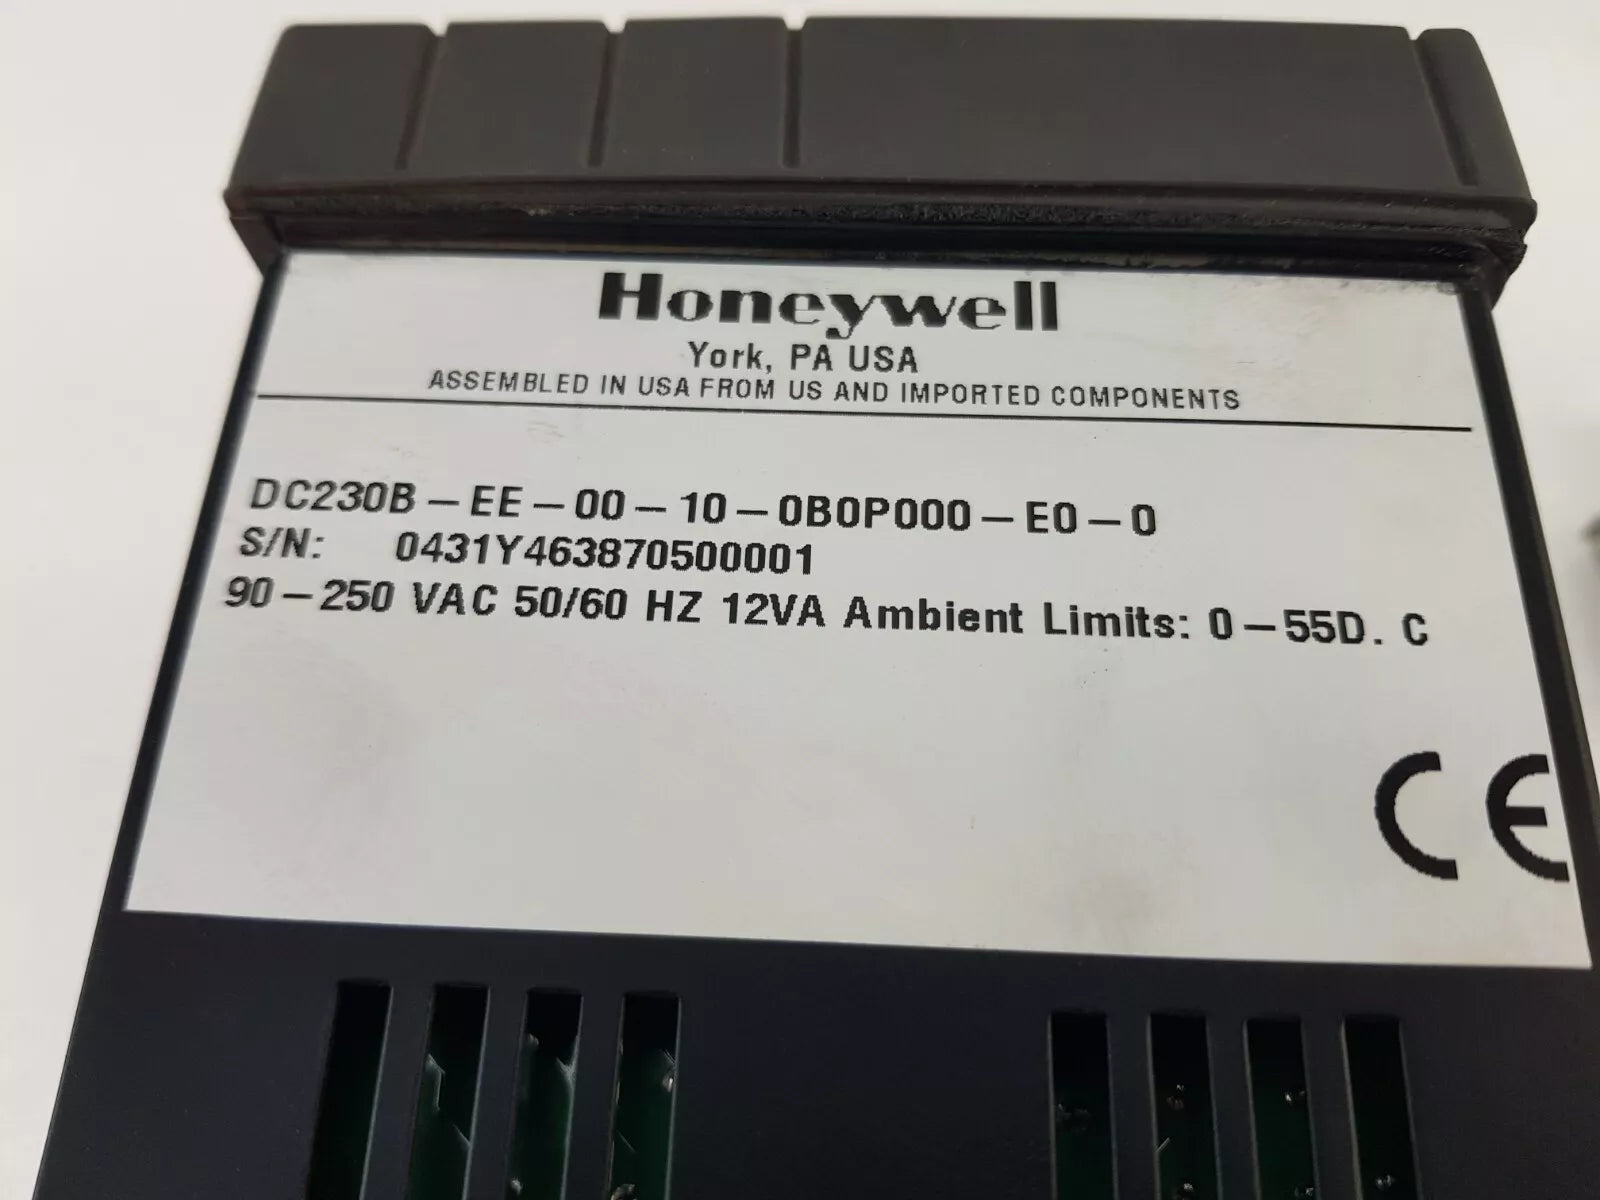 Honeywell
York, PA USA
ASSEMBLED IN USA FROM US AND IMPORTED COMPONENTS
DC230B-EE-00-10-0B0P000-E0-0
S/N: 0431Y463870500001
90-250 VAC 50/60 HZ 12VA Ambient Limits: 0-55D. C
CE